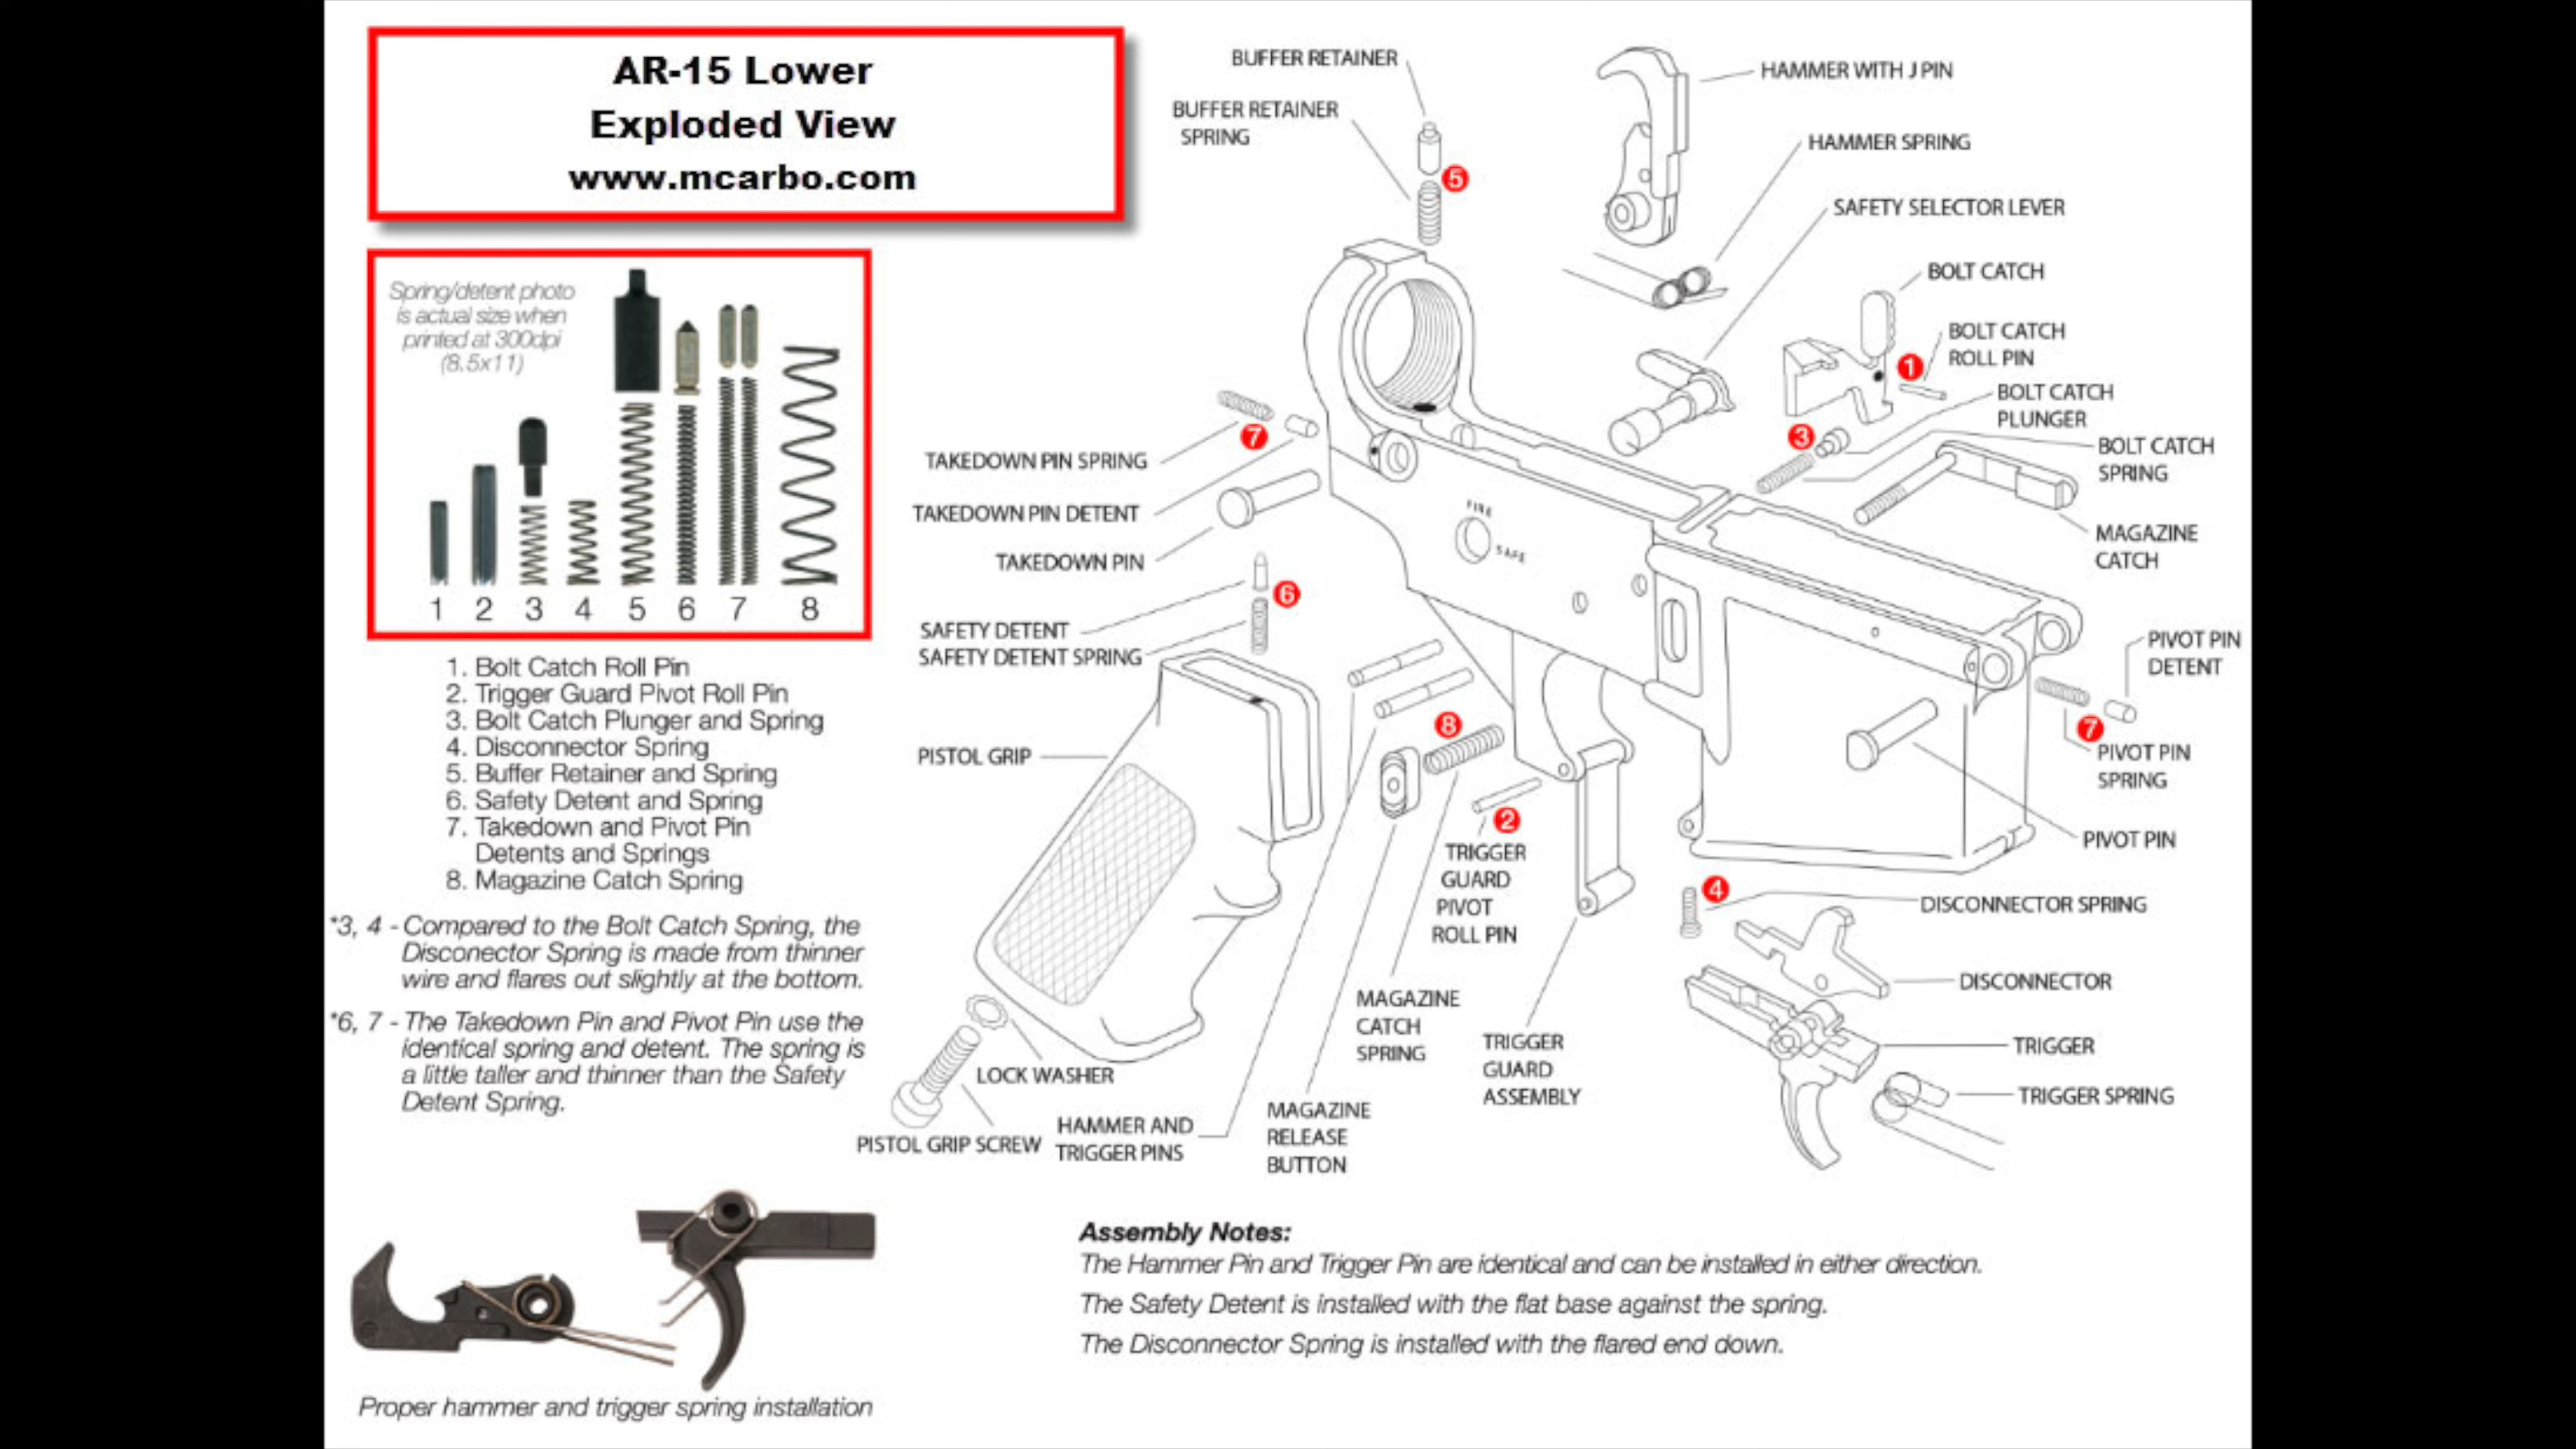 AR-15 Lower
Exploded View
www.mcarbo.com
Spring/detent photo
is actual size when
printed at 300dpi
(8.5x11)
1 2 3 4 5 6 7 8
1. Bolt Catch Roll Pin
2. Trigger Guard Pivot Roll Pin
3. Bolt Catch Plunger and Spring
4. Disconnector Spring
5. Buffer Retainer and Spring
6. Safety Detent and Spring
7. Takedown and Pivot Pin
Detents and Springs
8. Magazine Catch Spring
*3, 4 - Compared to the Bolt Catch Spring, the
Disconector Spring is made from thinner
wire and flares out slightly at the bottom.
*6, 7 - The Takedown Pin and Pivot Pin use the
identical spring and detent. The spring is
a little taller and thinner than the Safety
Detent Spring.
Proper hammer and trigger spring installation
BUFFER RETAINER
BUFFER RETAINER
SPRING
5
HAMMER WITH J PIN
HAMMER SPRING
SAFETY SELECTOR LEVER
BOLT CATCH
BOLT CATCH
ROLL PIN
1
BOLT CATCH
PLUNGER
3
BOLT CATCH
SPRING
MAGAZINE
CATCH
7
TAKEDOWN PIN SPRING
TAKEDOWN PIN DETENT
TAKEDOWN PIN
FIRE
SAFE
6
SAFETY DETENT
SAFETY DETENT SPRING
PIVOT PIN
DETENT
7
PIVOT PIN
SPRING
PIVOT PIN
PISTOL GRIP
8
2
TRIGGER
GUARD
PIVOT
ROLL PIN
4
DISCONNECTOR SPRING
DISCONNECTOR
TRIGGER
TRIGGER SPRING
MAGAZINE
CATCH
SPRING
TRIGGER
GUARD
ASSEMBLY
LOCK WASHER
PISTOL GRIP SCREW
HAMMER AND
TRIGGER PINS
MAGAZINE
RELEASE
BUTTON
Assembly Notes:
The Hammer Pin and Trigger Pin are identical and can be installed in either direction.
The Safety Detent is installed with the flat base against the spring.
The Disconnector Spring is installed with the flared end down.